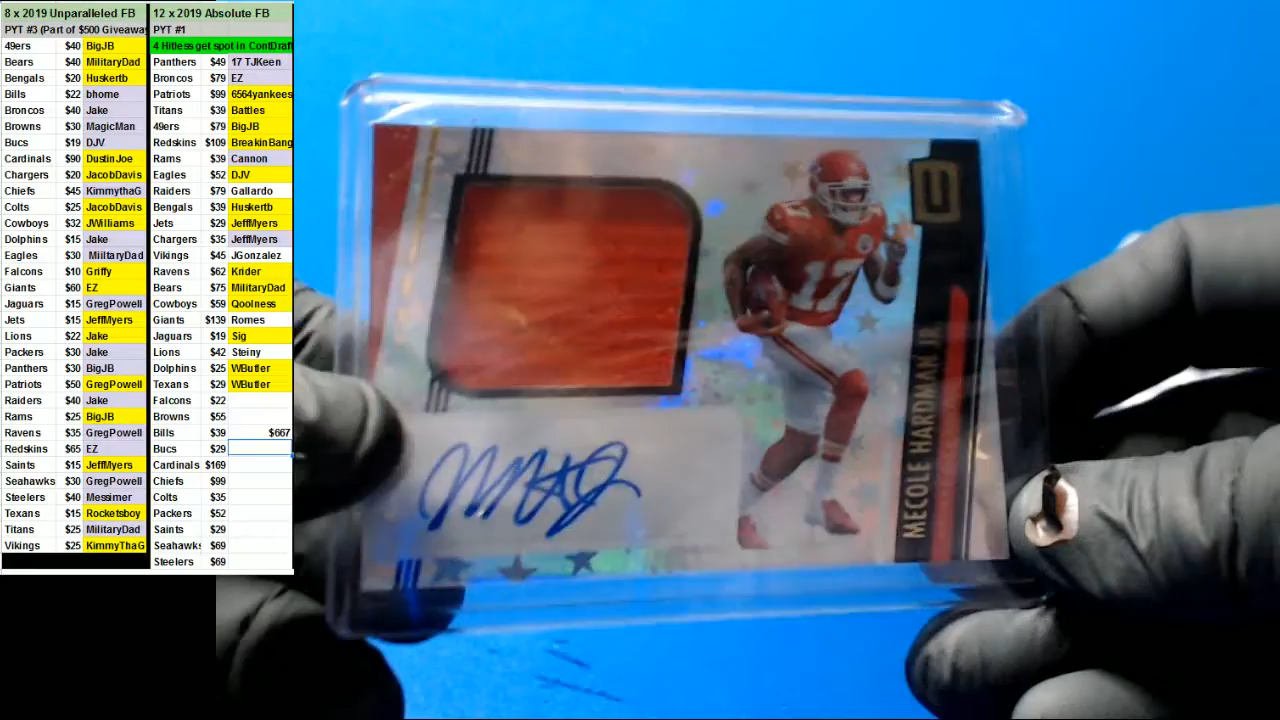 8 x 2019 Unparalleled FB
PYT #3 (Part of $500 Giveaway
49ers $40 BigJB
Bears $40 MilitaryDad
Bengals $20 Huskertb
Bills $22 bhome
Broncos $40 Jake
Browns $30 MagicMan
Bucs $19 DJV
Cardinals $90 DustinJoe
Chargers $20 JacobDavis
Chiefs $45 KimmythaG
Colts $25 JacobDavis
Cowboys $32 JWilliams
Dolphins $15 Jake
Eagles $30 MilitaryDad
Falcons $10 Griffy
Giants $60 EZ
Jaguars $15 GregPowell
Jets $15 JeffMyers
Lions $22 Jake
Packers $30 Jake
Panthers $30 BigJB
Patriots $50 GregPowell
Raiders $40 Jake
Rams $25 BigJB
Ravens $35 GregPowell
Redskins $65 EZ
Saints $15 JeffMyers
Seahawks $30 GregPowell
Steelers $40 Messimer
Texans $15 Rocketsboy
Titans $25 MilitaryDad
Vikings $25 KimmyThaG
12 x 2019 Absolute FB
PYT #1
4 Hitless get spot in ContDraft
Panthers $49 17 TJKeen
Broncos $79 EZ
Patriots $99 6564yankees
Titans $39 Battles
49ers $79 BigJB
Redskins $109 BreakinBang
Rams $39 Cannon
Eagles $52 DJV
Raiders $79 Gallardo
Bengals $39 Huskertb
Jets $29 JeffMyers
Chargers $35 JeffMyers
Vikings $45 JGonzalez
Ravens $62 Krider
Bears $75 MilitaryDad
Cowboys $59 Qoolness
Giants $139 Romes
Jaguars $19 Sig
Lions $42 Steiny
Dolphins $25 WButler
Texans $29 WButler
Falcons $22
Browns $55
Bills $39 $667
Bucs $29
Cardinals $169
Chiefs $99
Colts $35
Packers $52
Saints $29
Seahawks $69
Steelers $69
17
17
MECOLE HARDMAN JR.